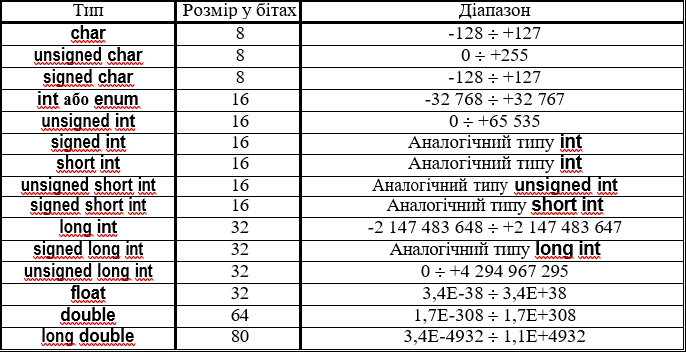 Тип Розмір у бітах Діапазон
char 8 -128 ÷ +127
unsigned char 8 0 ÷ +255
signed char 8 -128 ÷ +127
int або enum 16 -32 768 ÷ +32 767
unsigned int 16 0 ÷ +65 535
signed int 16 Аналогічний типу int
short int 16 Аналогічний типу int
unsigned short int 16 Аналогічний типу unsigned int
signed short int 16 Аналогічний типу short int
long int 32 -2 147 483 648 ÷ +2 147 483 647
signed long int 32 Аналогічний типу long int
unsigned long int 32 0 ÷ +4 294 967 295
float 32 3,4E-38 ÷ 3,4E+38
double 64 1,7E-308 ÷ 1,7E+308
long double 80 3,4E-4932 ÷ 1,1E+4932